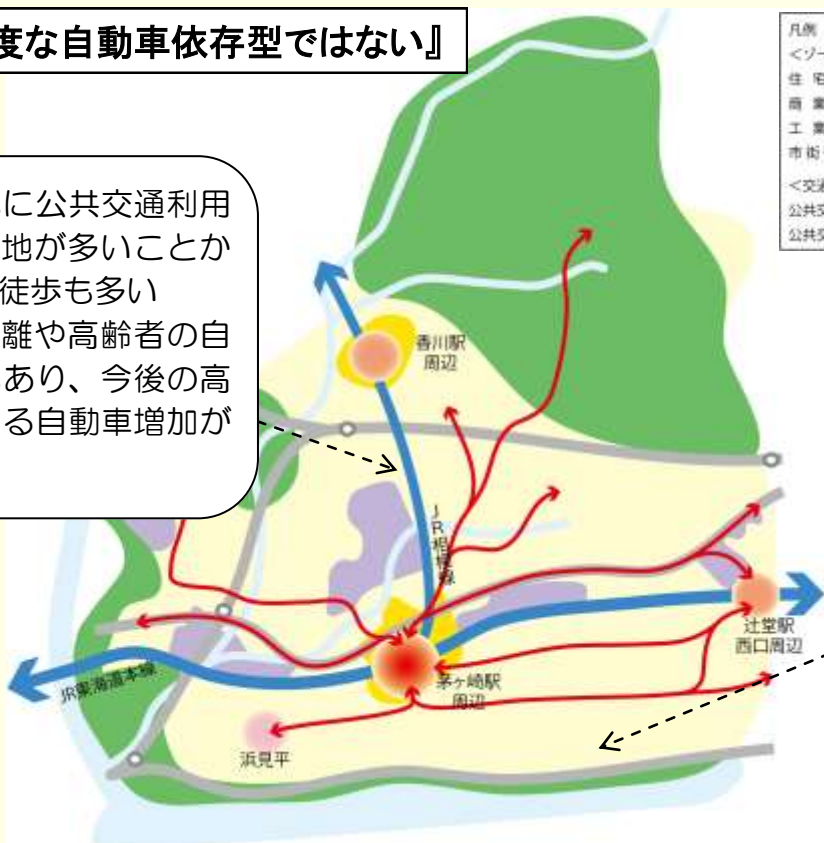 度な自動車依存型ではない』
に公共交通利用
地が多いことか
徒歩も多い
離や高齢者の自
あり、今後の高
る自動車増加が
凡例
住 宅
商 業
工 業
市街
公共交
公共交
香川駅
周辺
JR相模線
辻堂駅
西口周辺
JR東海道本線
茅ヶ崎駅
周辺
浜見平